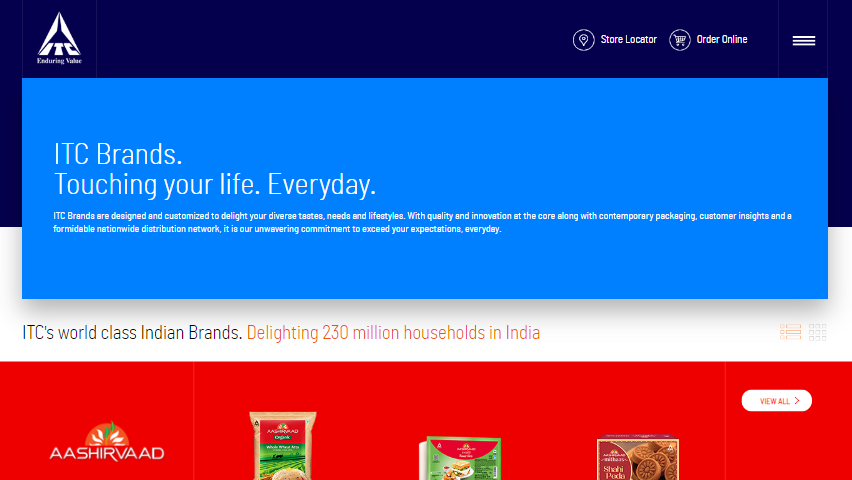 ITC
Enduring Value
Store Locator
Order Online
ITC Brands.
Touching your life. Everyday.
ITC Brands are designed and customized to delight your diverse tastes, needs and lifestyles. With quality and innovation at the core along with contemporary packaging, customer insights and a
formidable nationwide distribution network, it is our unwavering commitment to exceed your expectations, everyday.
ITC's world class Indian Brands. Delighting 230 million households in India
VIEW ALL
AASHIRVAAD
AASHIRVAAD
Organic
Whole Wheat Atta
AASHIRVAAD
AASHIRVAAD
mithaas
Shahi
Peda